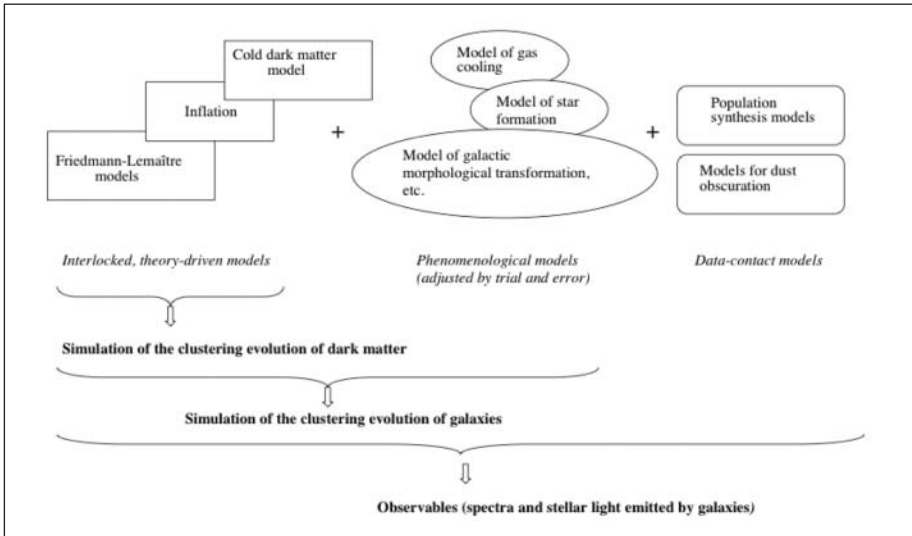 Cold dark matter
model
Inflation
Friedmann-Lemaître
models
+
Model of gas
cooling
Model of star
formation
Model of galactic
morphological transformation,
etc.
+
Population
synthesis models
Models for dust
obscuration
Interlocked, theory-driven models
Phenomenological models
(adjusted by trial and error)
Data-contact models
Simulation of the clustering evolution of dark matter
Simulation of the clustering evolution of galaxies
Observables (spectra and stellar light emitted by galaxies)